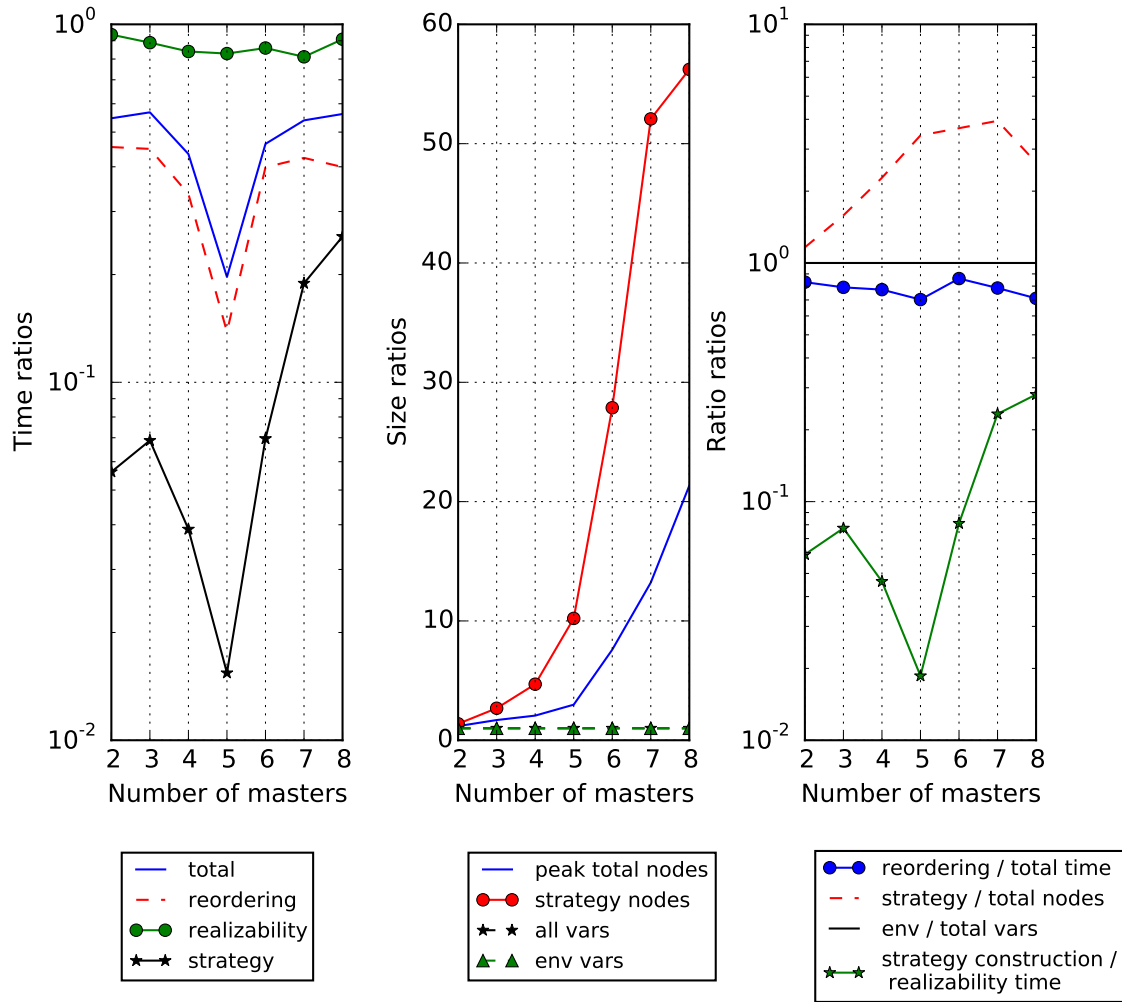 10^0
10^-1
10^-2
Time ratios
2 3 4 5 6 7 8
Number of masters
total
reordering
realizability
strategy
60
50
40
30
20
10
0
Size ratios
2 3 4 5 6 7 8
Number of masters
peak total nodes
strategy nodes
all vars
env vars
10^1
10^0
10^-1
10^-2
Ratio ratios
2 3 4 5 6 7 8
Number of masters
reordering / total time
strategy / total nodes
env / total vars
strategy construction /
realizability time